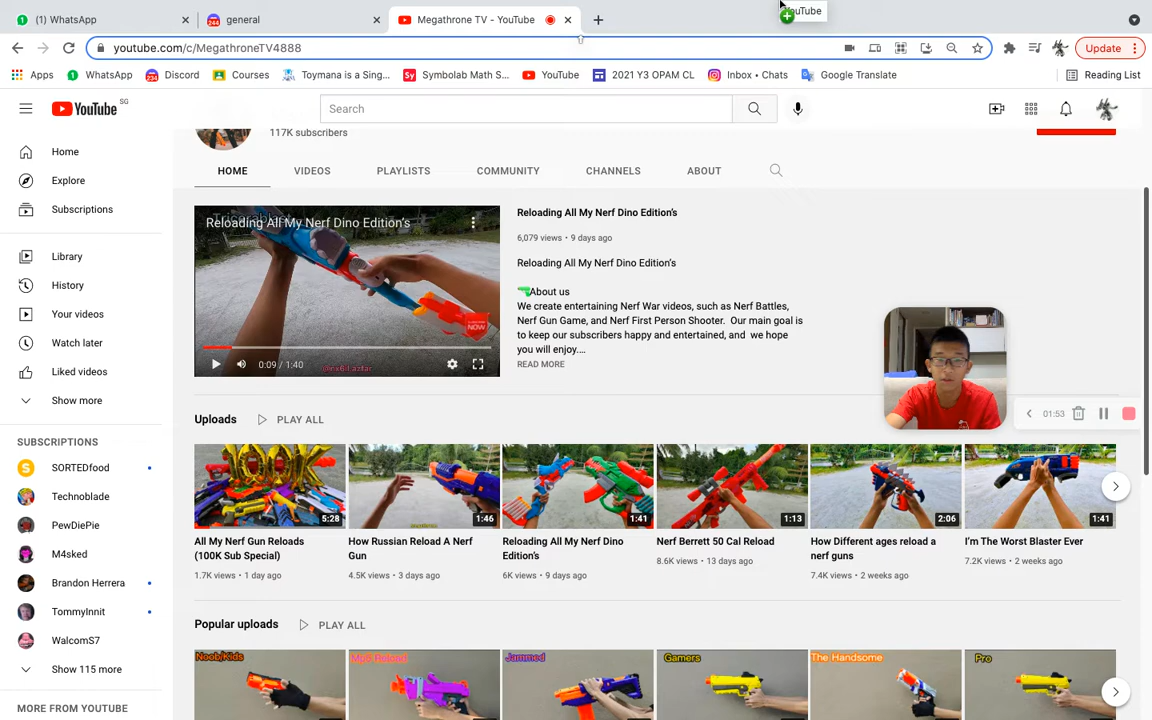 WhatsApp
general
Megathrone TV - YouTube
YouTube
youtube.com/c/MegathroneTV4888
Update
Apps
WhatsApp
Discord
Courses
Toymana is a Sing...
Symbolab Math S...
YouTube
2021 Y3 OPAM CL
Inbox • Chats
Google Translate
Reading List
YouTube SG
Search
117K subscribers
Home
Explore
Subscriptions
Library
History
Your videos
Watch later
Liked videos
Show more
SUBSCRIPTIONS
SORTEDfood
Technoblade
PewDiePie
M4sked
Brandon Herrera
TommyInnit
WalcomS7
Show 115 more
MORE FROM YOUTUBE
HOME
VIDEOS
PLAYLISTS
COMMUNITY
CHANNELS
ABOUT
Reloading All My Nerf Dino Edition's
SUBSCRIBE NOW
0:09 / 1:40
Reloading All My Nerf Dino Edition's
6,079 views • 9 days ago
Reloading All My Nerf Dino Edition's
About us
We create entertaining Nerf War videos, such as Nerf Battles,
Nerf Gun Game, and Nerf First Person Shooter. Our main goal is
to keep our subscribers happy and entertained, and we hope
you will enjoy....
READ MORE
01:53
Uploads
PLAY ALL
5:28
1:46
1:41
1:13
2:06
1:41
All My Nerf Gun Reloads
(100K Sub Special)
1.7K views • 1 day ago
How Russian Reload A Nerf
Gun
4.5K views • 3 days ago
Reloading All My Nerf Dino
Edition's
6K views • 9 days ago
Nerf Berrett 50 Cal Reload
8.6K views • 13 days ago
How Different ages reload a
nerf guns
7.4K views • 2 weeks ago
I'm The Worst Blaster Ever
7.2K views • 2 weeks ago
Popular uploads
PLAY ALL
Noob/Kids
Mp5 Reload
Jammed
Gamers
The Handsome
Pro